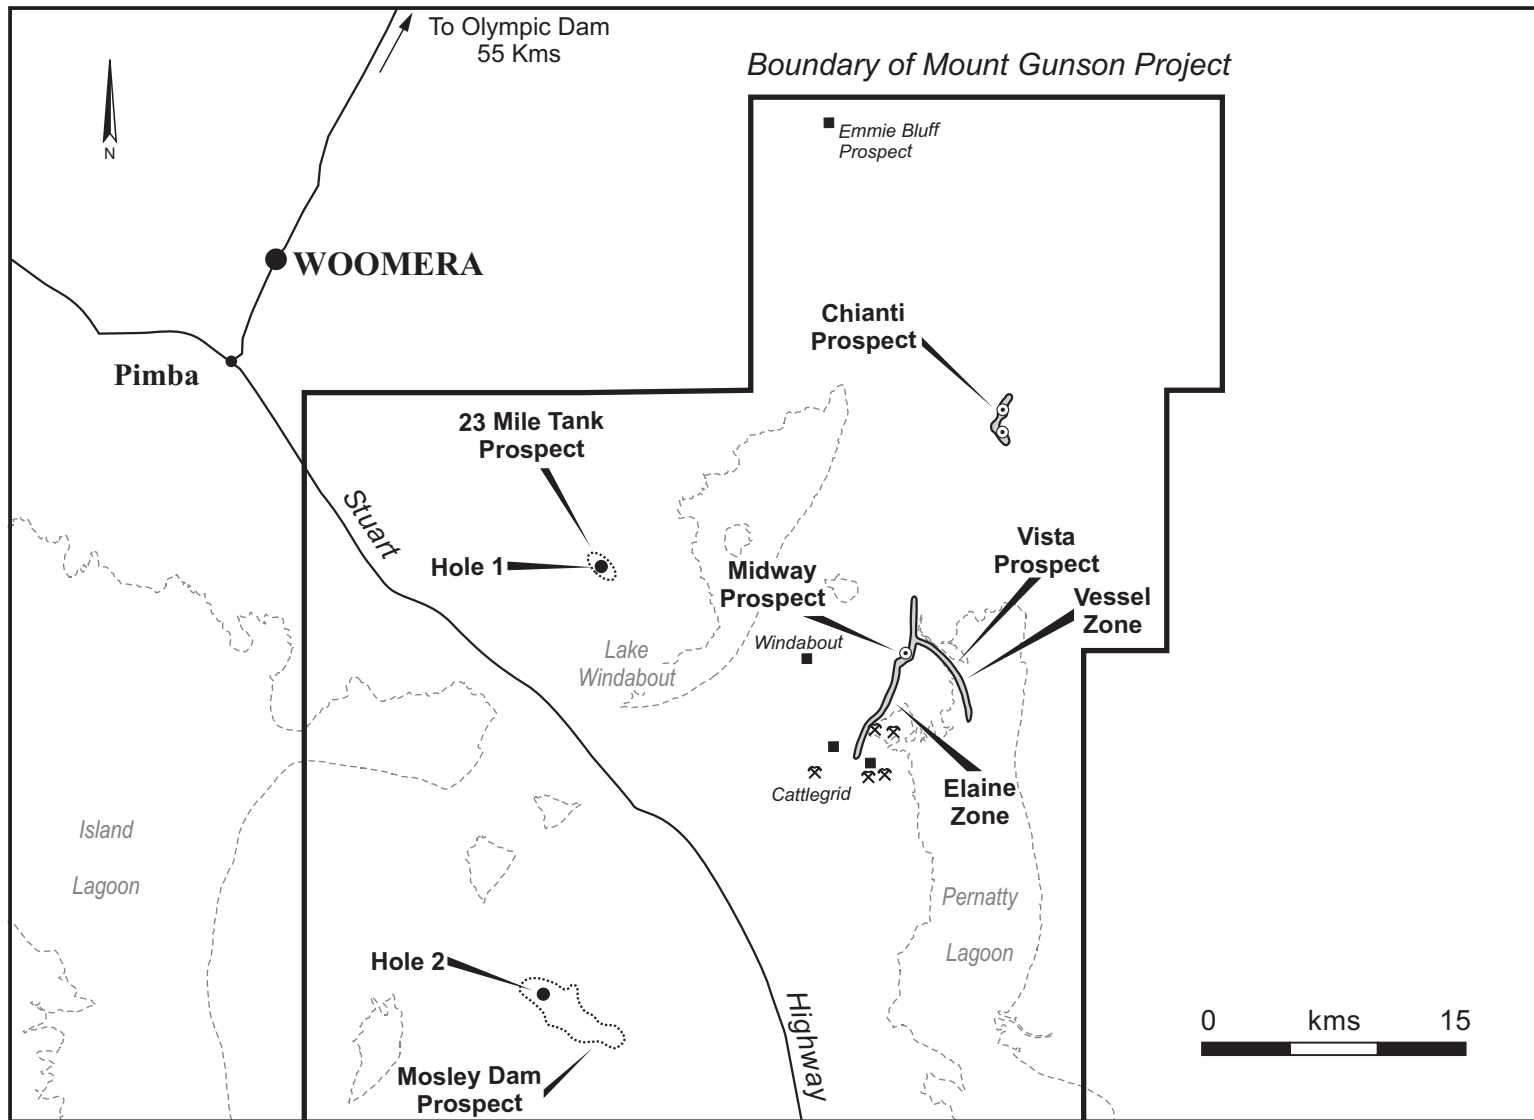 To Olympic Dam
55 Kms
Boundary of Mount Gunson Project
N
Emmie Bluff
Prospect
WOOMERA
Pimba
Chianti
Prospect
23 Mile Tank
Prospect
Stuart
Hole 1
Vista
Prospect
Midway
Prospect
Vessel
Zone
Windabout
Lake
Windabout
Elaine
Zone
Cattlegrid
Island
Lagoon
Pernatty
Lagoon
Hole 2
Highway
0 kms 15
Mosley Dam
Prospect